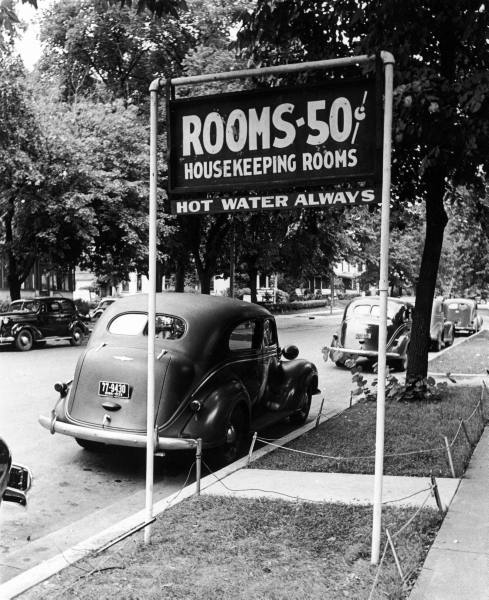 ROOMS-50¢
HOUSEKEEPING ROOMS
HOT WATER ALWAYS
77-9430